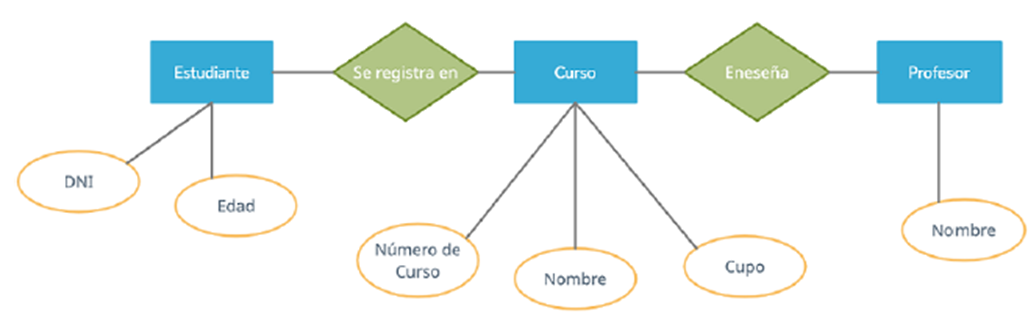 Estudiante
Se registra en
Curso
Eneseña
Profesor
DNI
Edad
Número de
Curso
Nombre
Cupo
Nombre